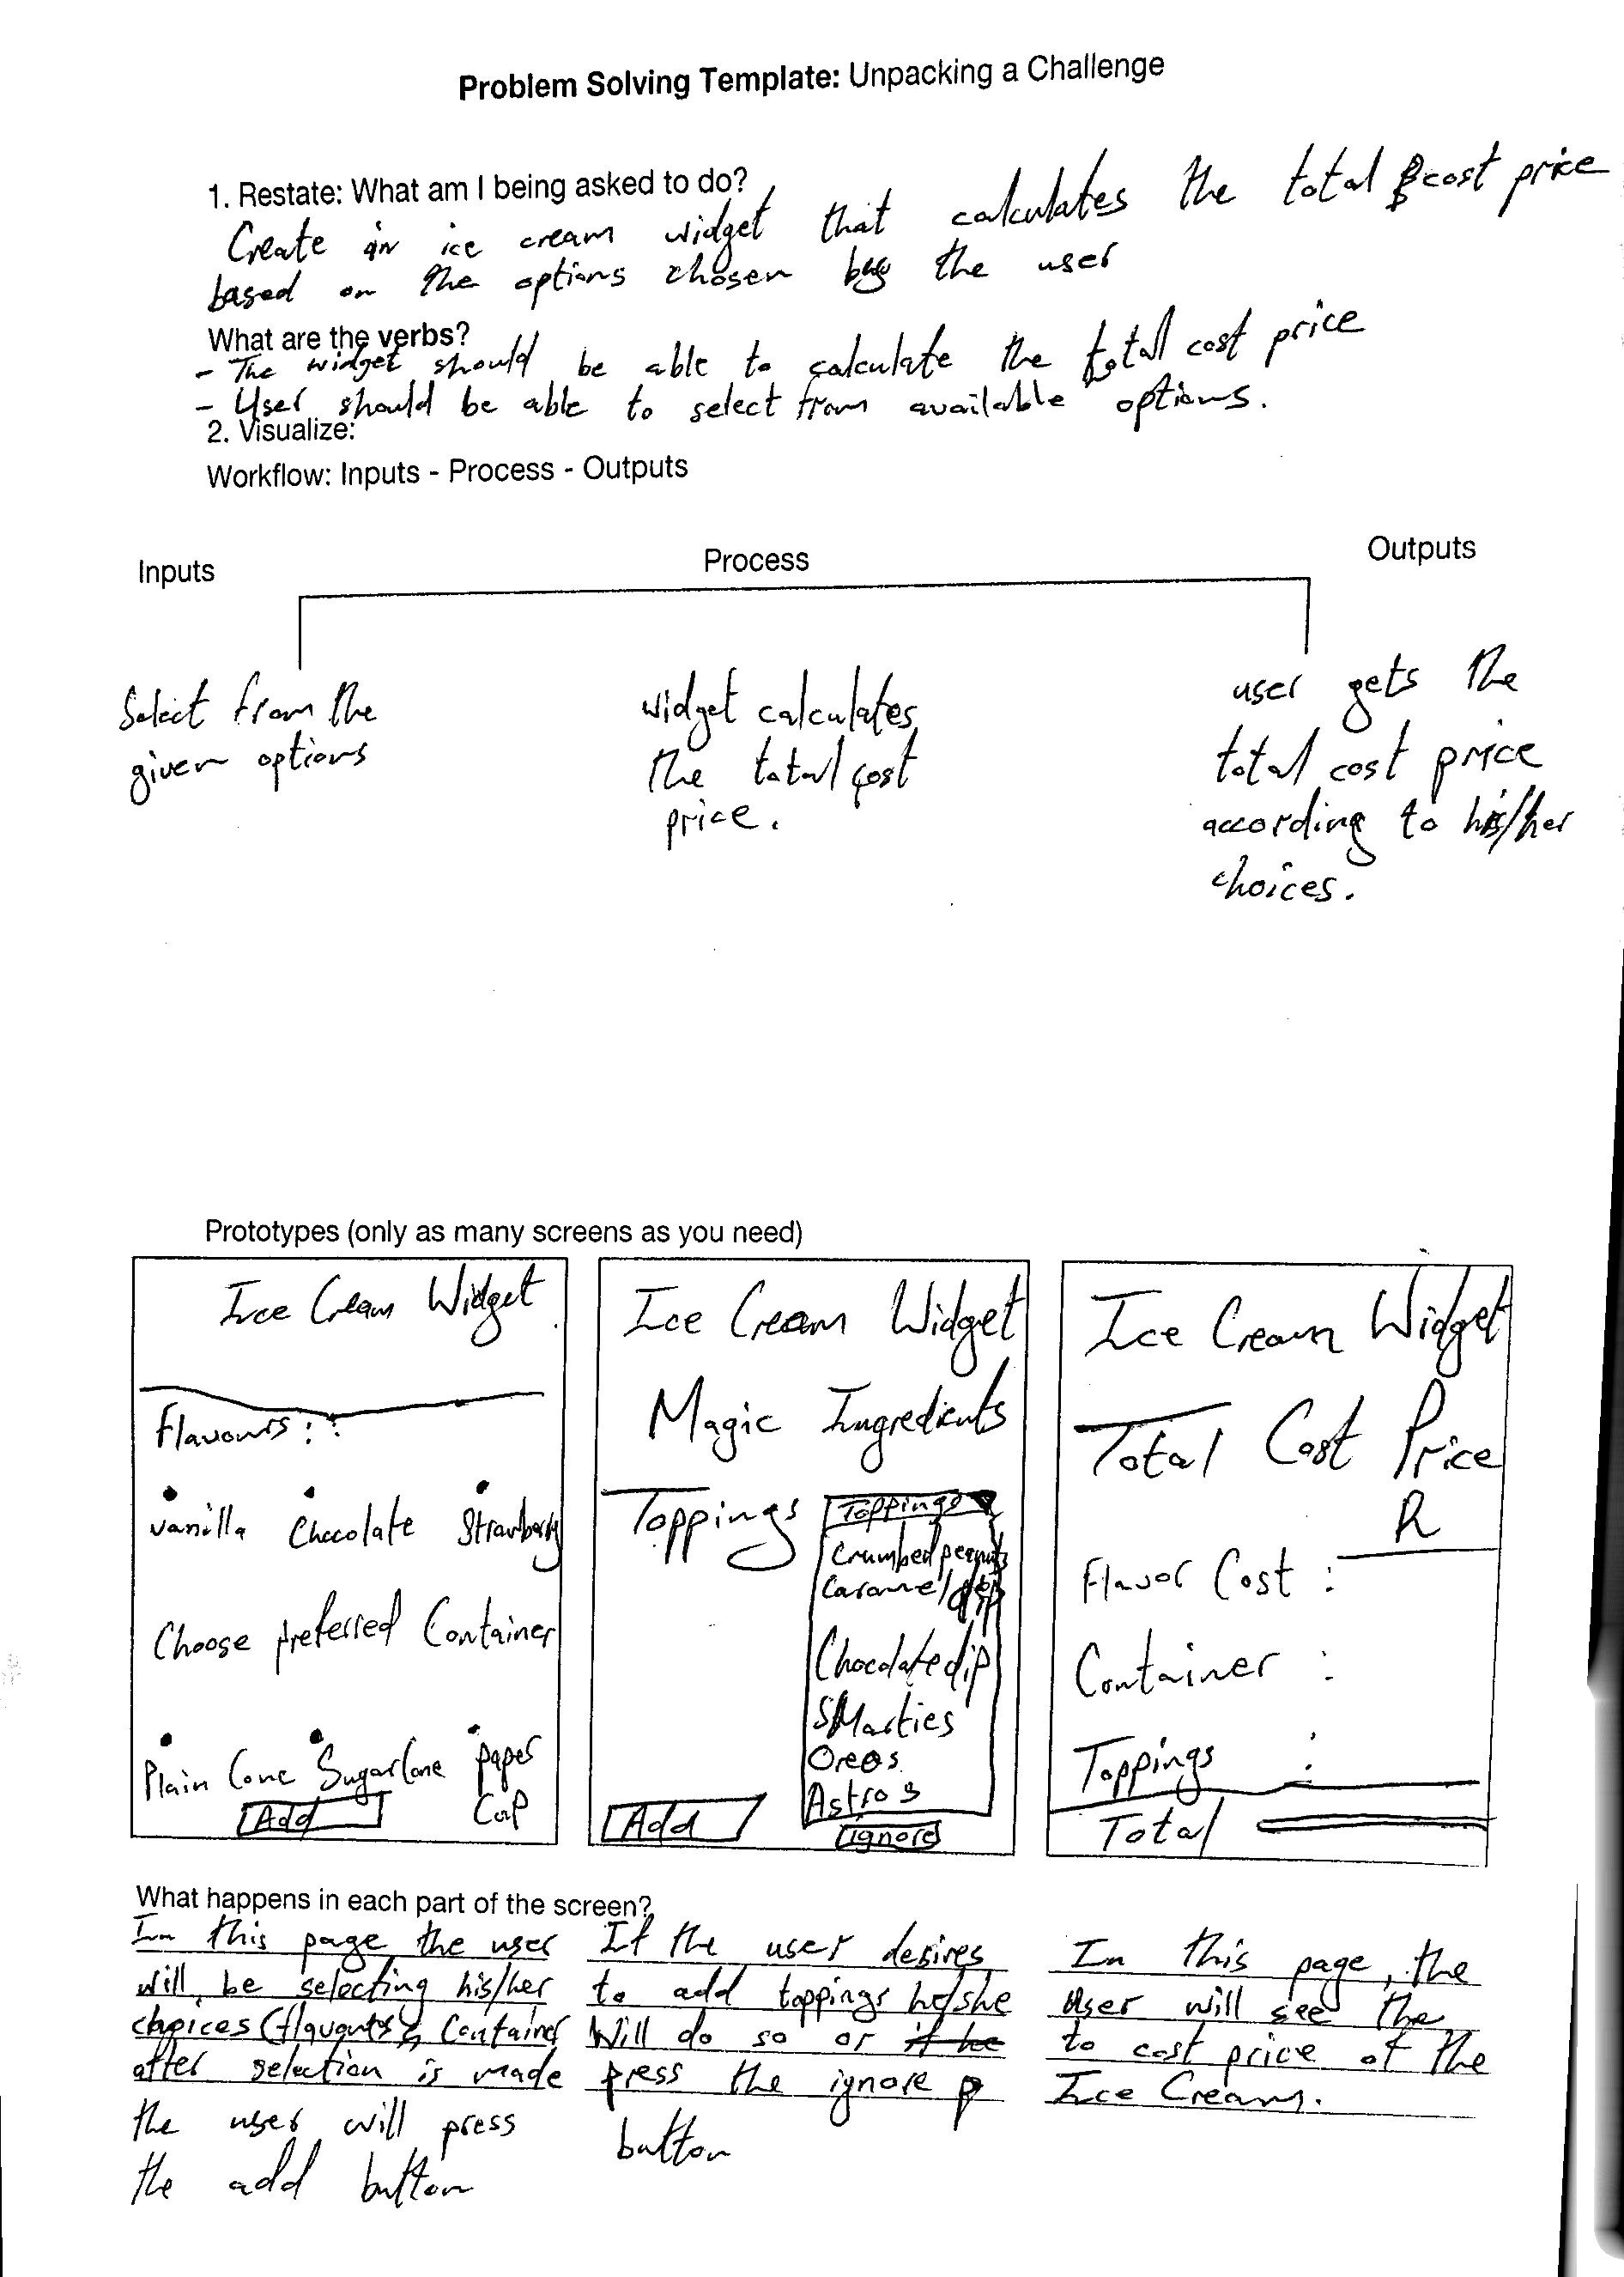 Problem Solving Template: Unpacking a Challenge
1. Restate: What am I being asked to do?
Create an ice cream widget that calculates the total cost price
based on the options chosen by the user
What are the verbs?
- The widget should be able to calculate the total cost price
- User should be able to select from available options.
2. Visualize:
Workflow: Inputs - Process - Outputs
Inputs
Process
Outputs
Select from the
given options
widget calculates
the total cost
price.
user gets the
total cost price
according to his/her
choices.
Prototypes (only as many screens as you need)
Ice Cream Widget
Flavours :
Vanilla Chocolate Strawberry
Choose preferred Container
Plain Cone Sugar Cone paper
Cup
Add
Ice Cream Widget
Magic Ingredients
Toppings
Toppings
Crumbed peanuts
Caramel dip
Chocolate dip
SMarties
Oreos
Astros
Add
ignore
Ice Cream Widget
Total Cost Price
R
Flavor Cost :
Container :
Toppings :
Total
What happens in each part of the screen?
In this page, the user
will be selecting his/her
choices (flavours & Container
after selection is made
the user will press
the add button
If the user desires
to add toppings he/she
Will do so or if he
press the ignore p
button
In this page, the
user will see the
to cost price of the
Ice Cream.